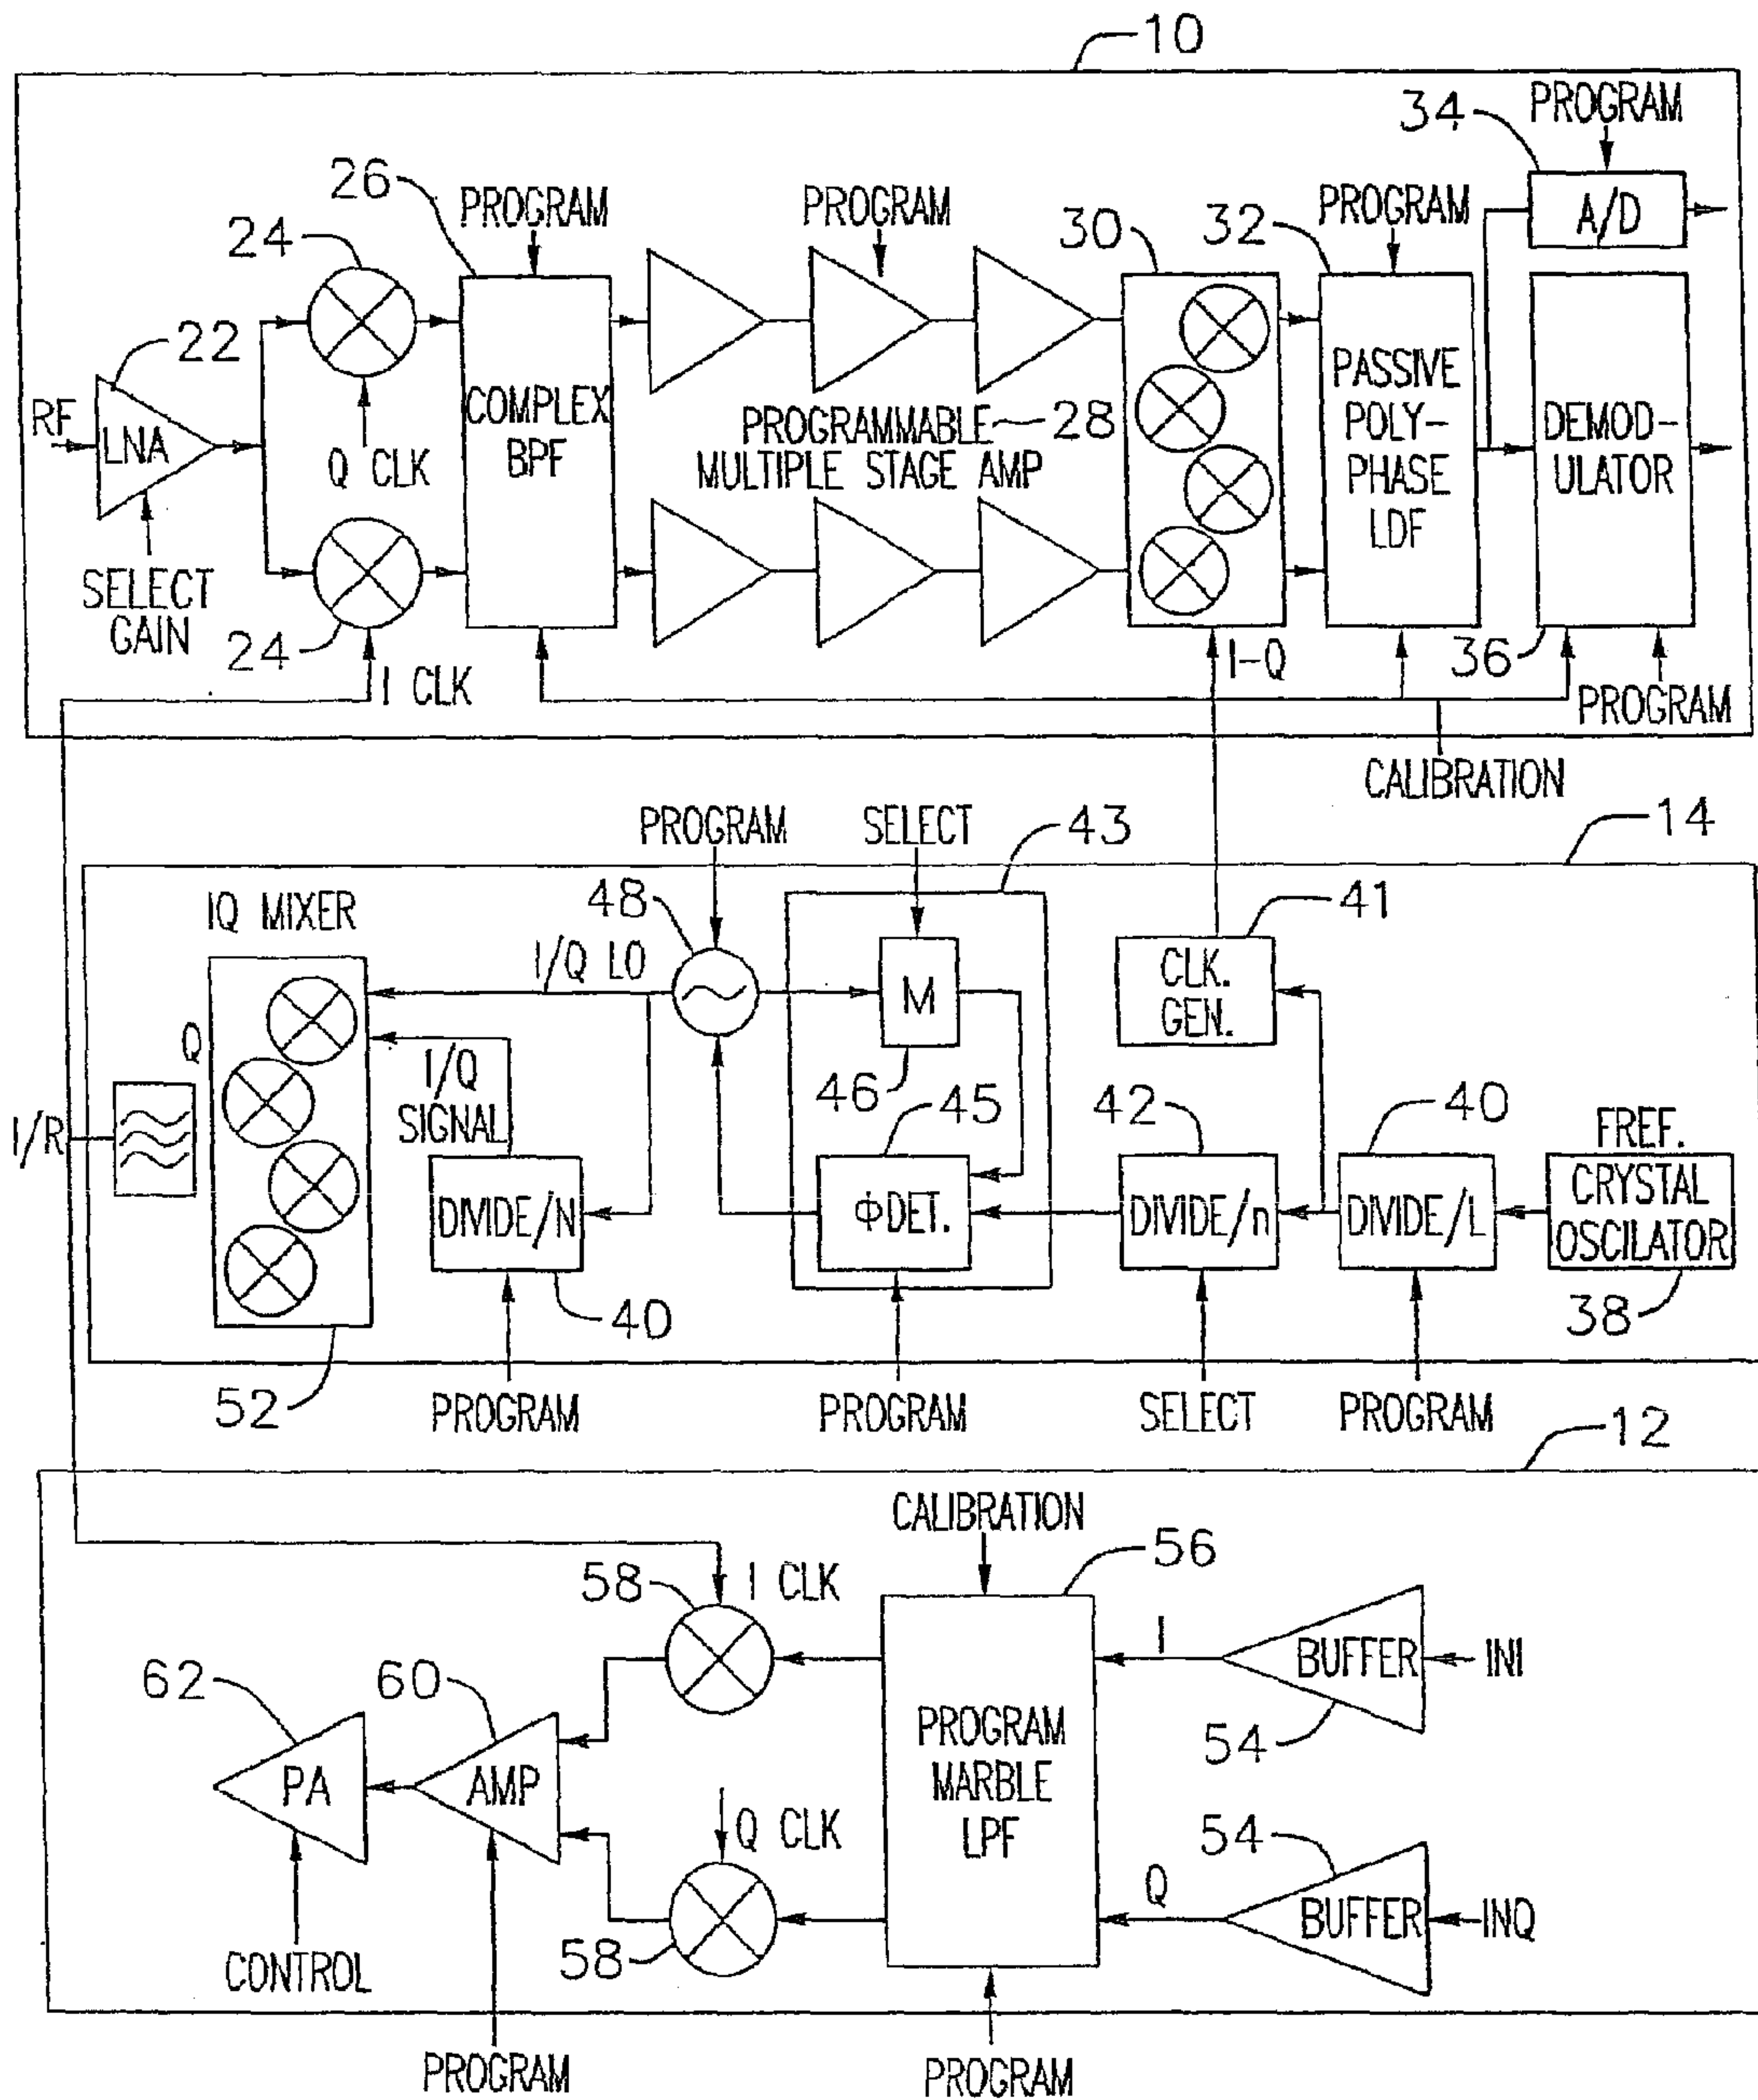 10
34
PROGRAM
26
PROGRAM
PROGRAM
24
30
32
PROGRAM
A/D
22
RF
LNA
Q CLK
COMPLEX
BPF
PROGRAMMABLE 28
MULTIPLE STAGE AMP
PASSIVE
POLY-
PHASE
LDF
DEMOD-
ULATOR
SELECT
GAIN
24
I CLK
I-Q
36
PROGRAM
CALIBRATION
PROGRAM
SELECT
43
14
IQ MIXER
48
41
I/Q LO
M
CLK.
GEN.
Q
I/Q
SIGNAL
46
45
42
40
FREF.
I/R
DIVIDE/N
ΦDET.
DIVIDE/n
DIVIDE/L
CRYSTAL
OSCILATOR
40
38
52
PROGRAM
PROGRAM
SELECT
PROGRAM
12
CALIBRATION
58
I CLK
56
I
BUFFER
INI
62
60
54
PA
AMP
PROGRAM
MARBLE
LPF
Q CLK
54
Q
BUFFER
INQ
58
CONTROL
PROGRAM
PROGRAM